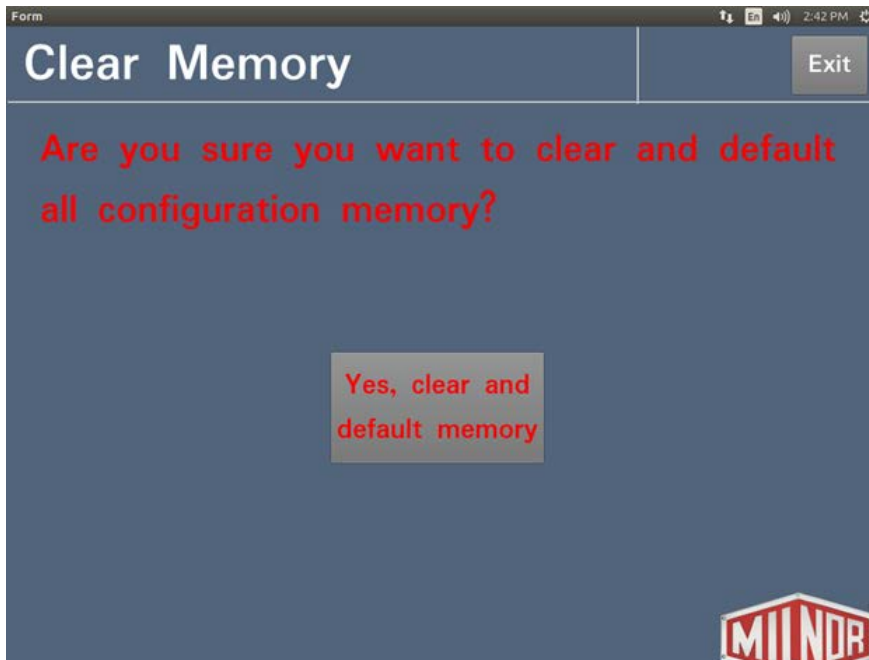 Form
En
2:42 PM
Clear Memory
Exit
Are you sure you want to clear and default
all configuration memory?
Yes, clear and
default memory
MILNOR